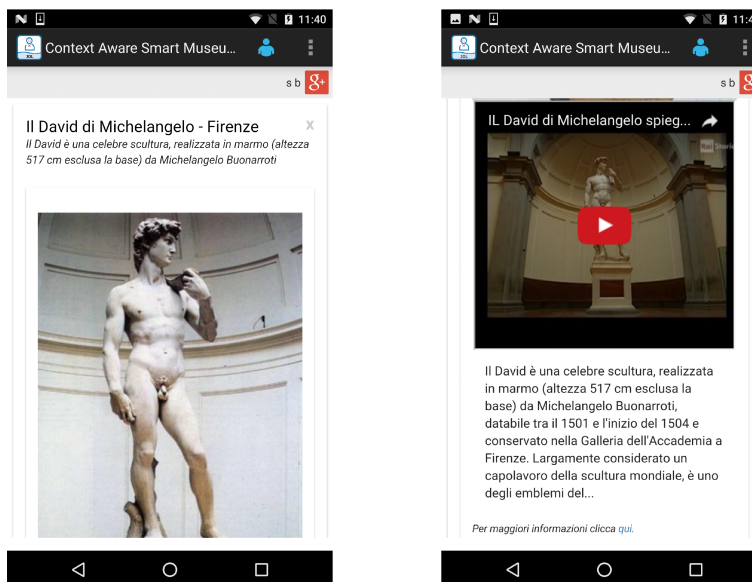 11:40
Context Aware Smart Museu...
s b g+
Il David di Michelangelo - Firenze
x
Il David è una celebre scultura, realizzata in marmo (altezza
517 cm esclusa la base) da Michelangelo Buonarroti
11:4
Context Aware Smart Museu...
s b g
IL David di Michelangelo spieg...
Rai Storia
Il David è una celebre scultura, realizzata
in marmo (altezza 517 cm esclusa la
base) da Michelangelo Buonarroti,
databile tra il 1501 e l'inizio del 1504 e
conservato nella Galleria dell'Accademia a
Firenze. Largamente considerato un
capolavoro della scultura mondiale, è uno
degli emblemi del...
Per maggiori informazioni clicca qui.